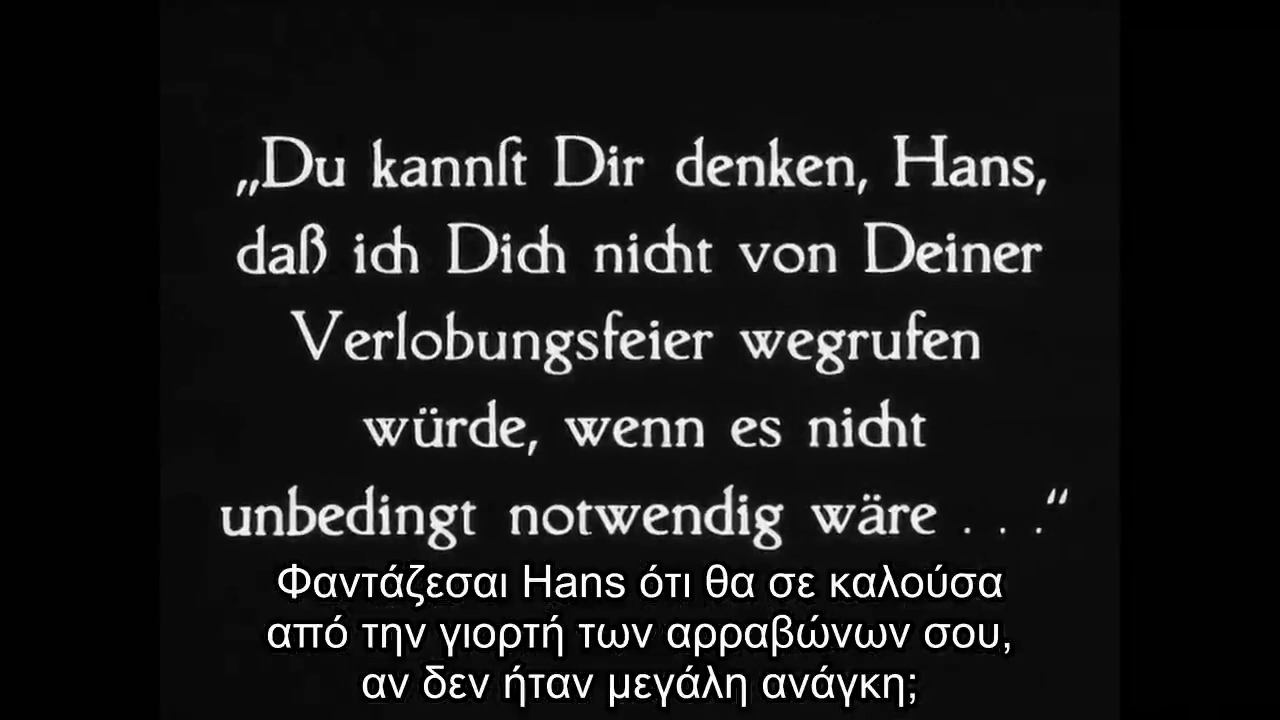 „Du kannſt Dir denken, Hans,
daß ich Dich nicht von Deiner
Verlobungsfeier wegrufen
würde, wenn es nicht
unbedingt notwendig wäre . . .“
Φαντάζεσαι Hans ότι θα σε καλούσα
από την γιορτή των αρραβώνων σου,
αν δεν ήταν μεγάλη ανάγκη;